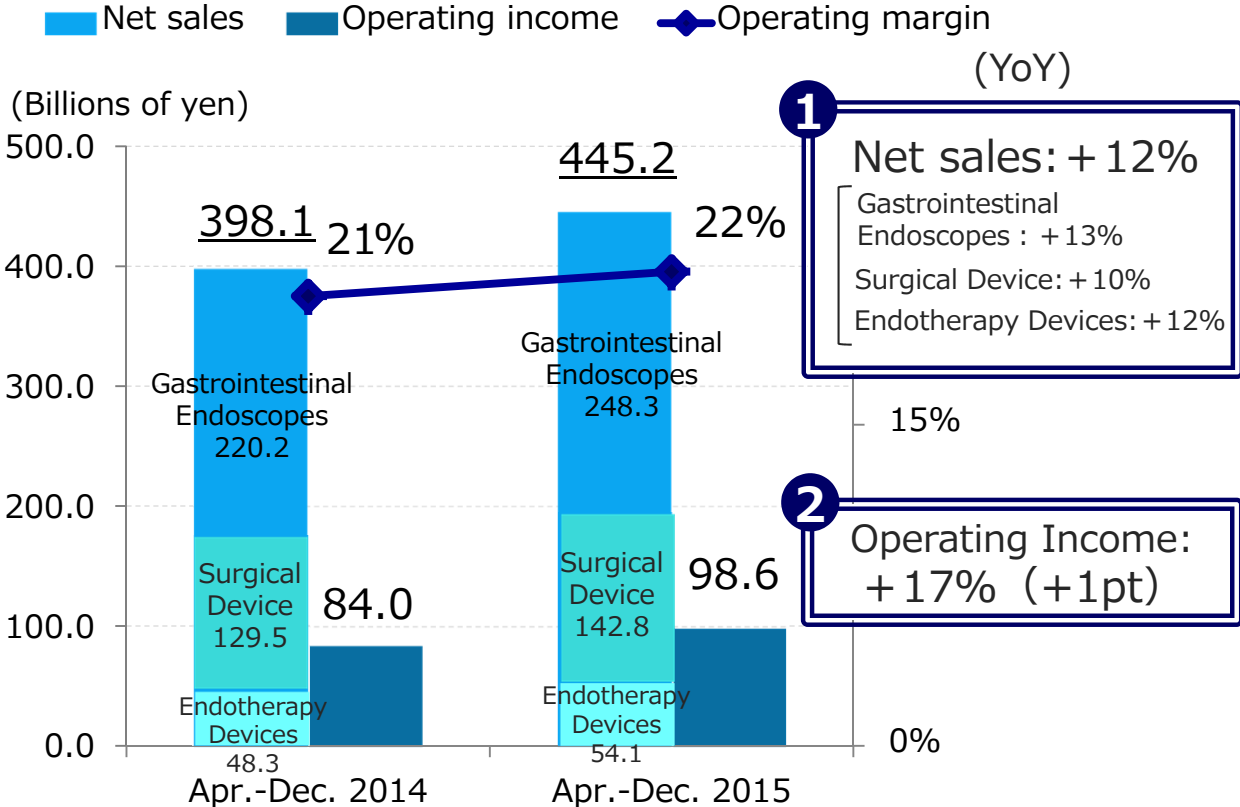 Net sales Operating income Operating margin
(YoY)
(Billions of yen)
500.0
400.0
300.0
200.0
100.0
0.0
398.1
21%
Gastrointestinal
Endoscopes
220.2
Surgical
Device
129.5
Endotherapy
Devices
48.3
84.0
445.2
22%
Gastrointestinal
Endoscopes
248.3
Surgical
Device
142.8
Endotherapy
Devices
54.1
98.6
Apr.-Dec. 2014
Apr.-Dec. 2015
15%
0%
1
Net sales: +12%
Gastrointestinal
Endoscopes : +13%
Surgical Device: +10%
Endotherapy Devices: +12%
2
Operating Income:
+17% (+1pt)